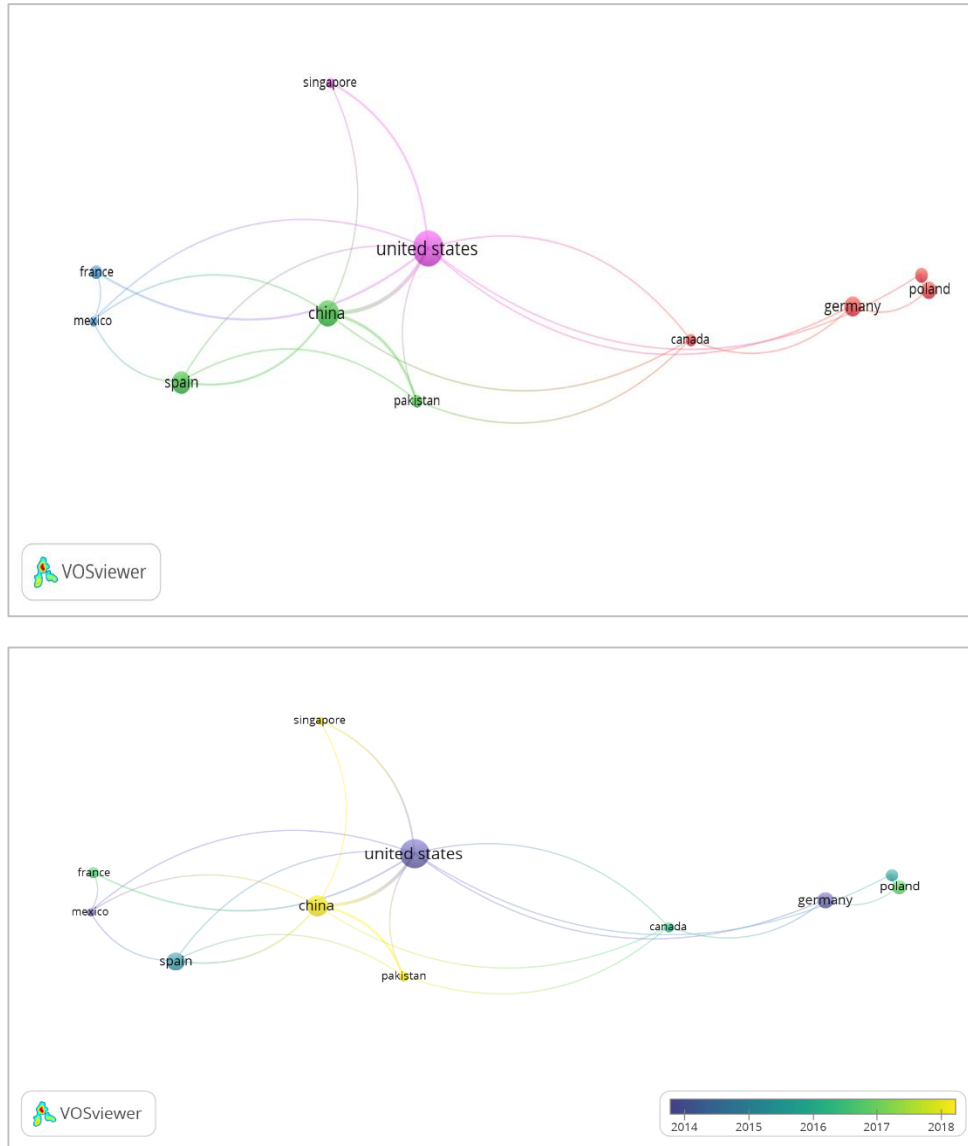 singapore
united states
france
china
mexico
germany
poland
canada
spain
pakistan
VOSviewer
singapore
united states
france
china
mexico
germany
poland
canada
spain
pakistan
VOSviewer
2014 2015 2016 2017 2018